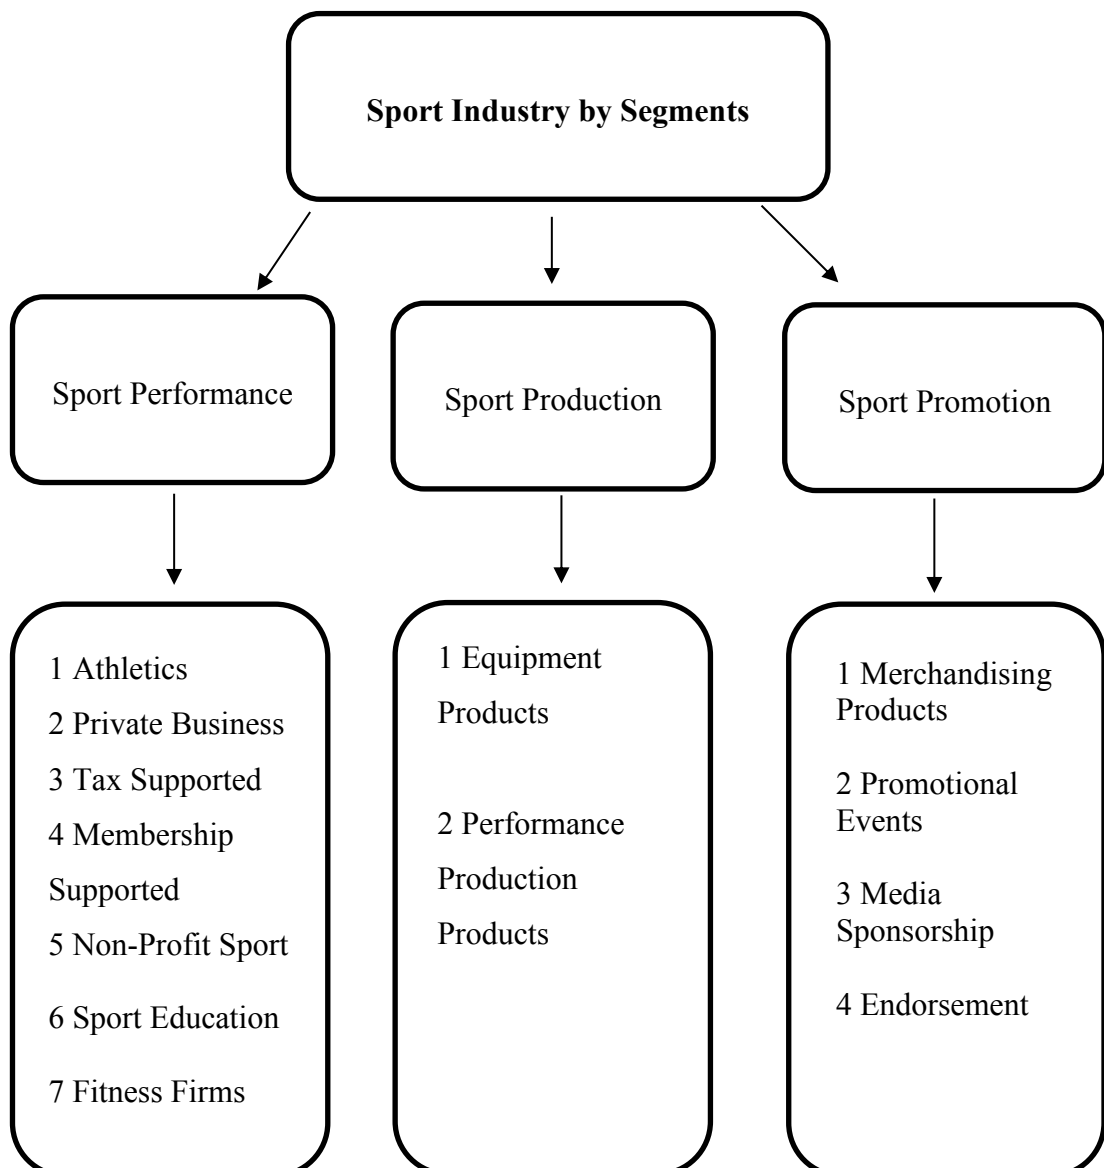 Sport Industry by Segments
Sport Performance
Sport Production
Sport Promotion
1 Athletics
2 Private Business
3 Tax Supported
4 Membership
Supported
5 Non-Profit Sport
6 Sport Education
7 Fitness Firms
1 Equipment
Products
2 Performance
Production
Products
1 Merchandising
Products
2 Promotional
Events
3 Media
Sponsorship
4 Endorsement